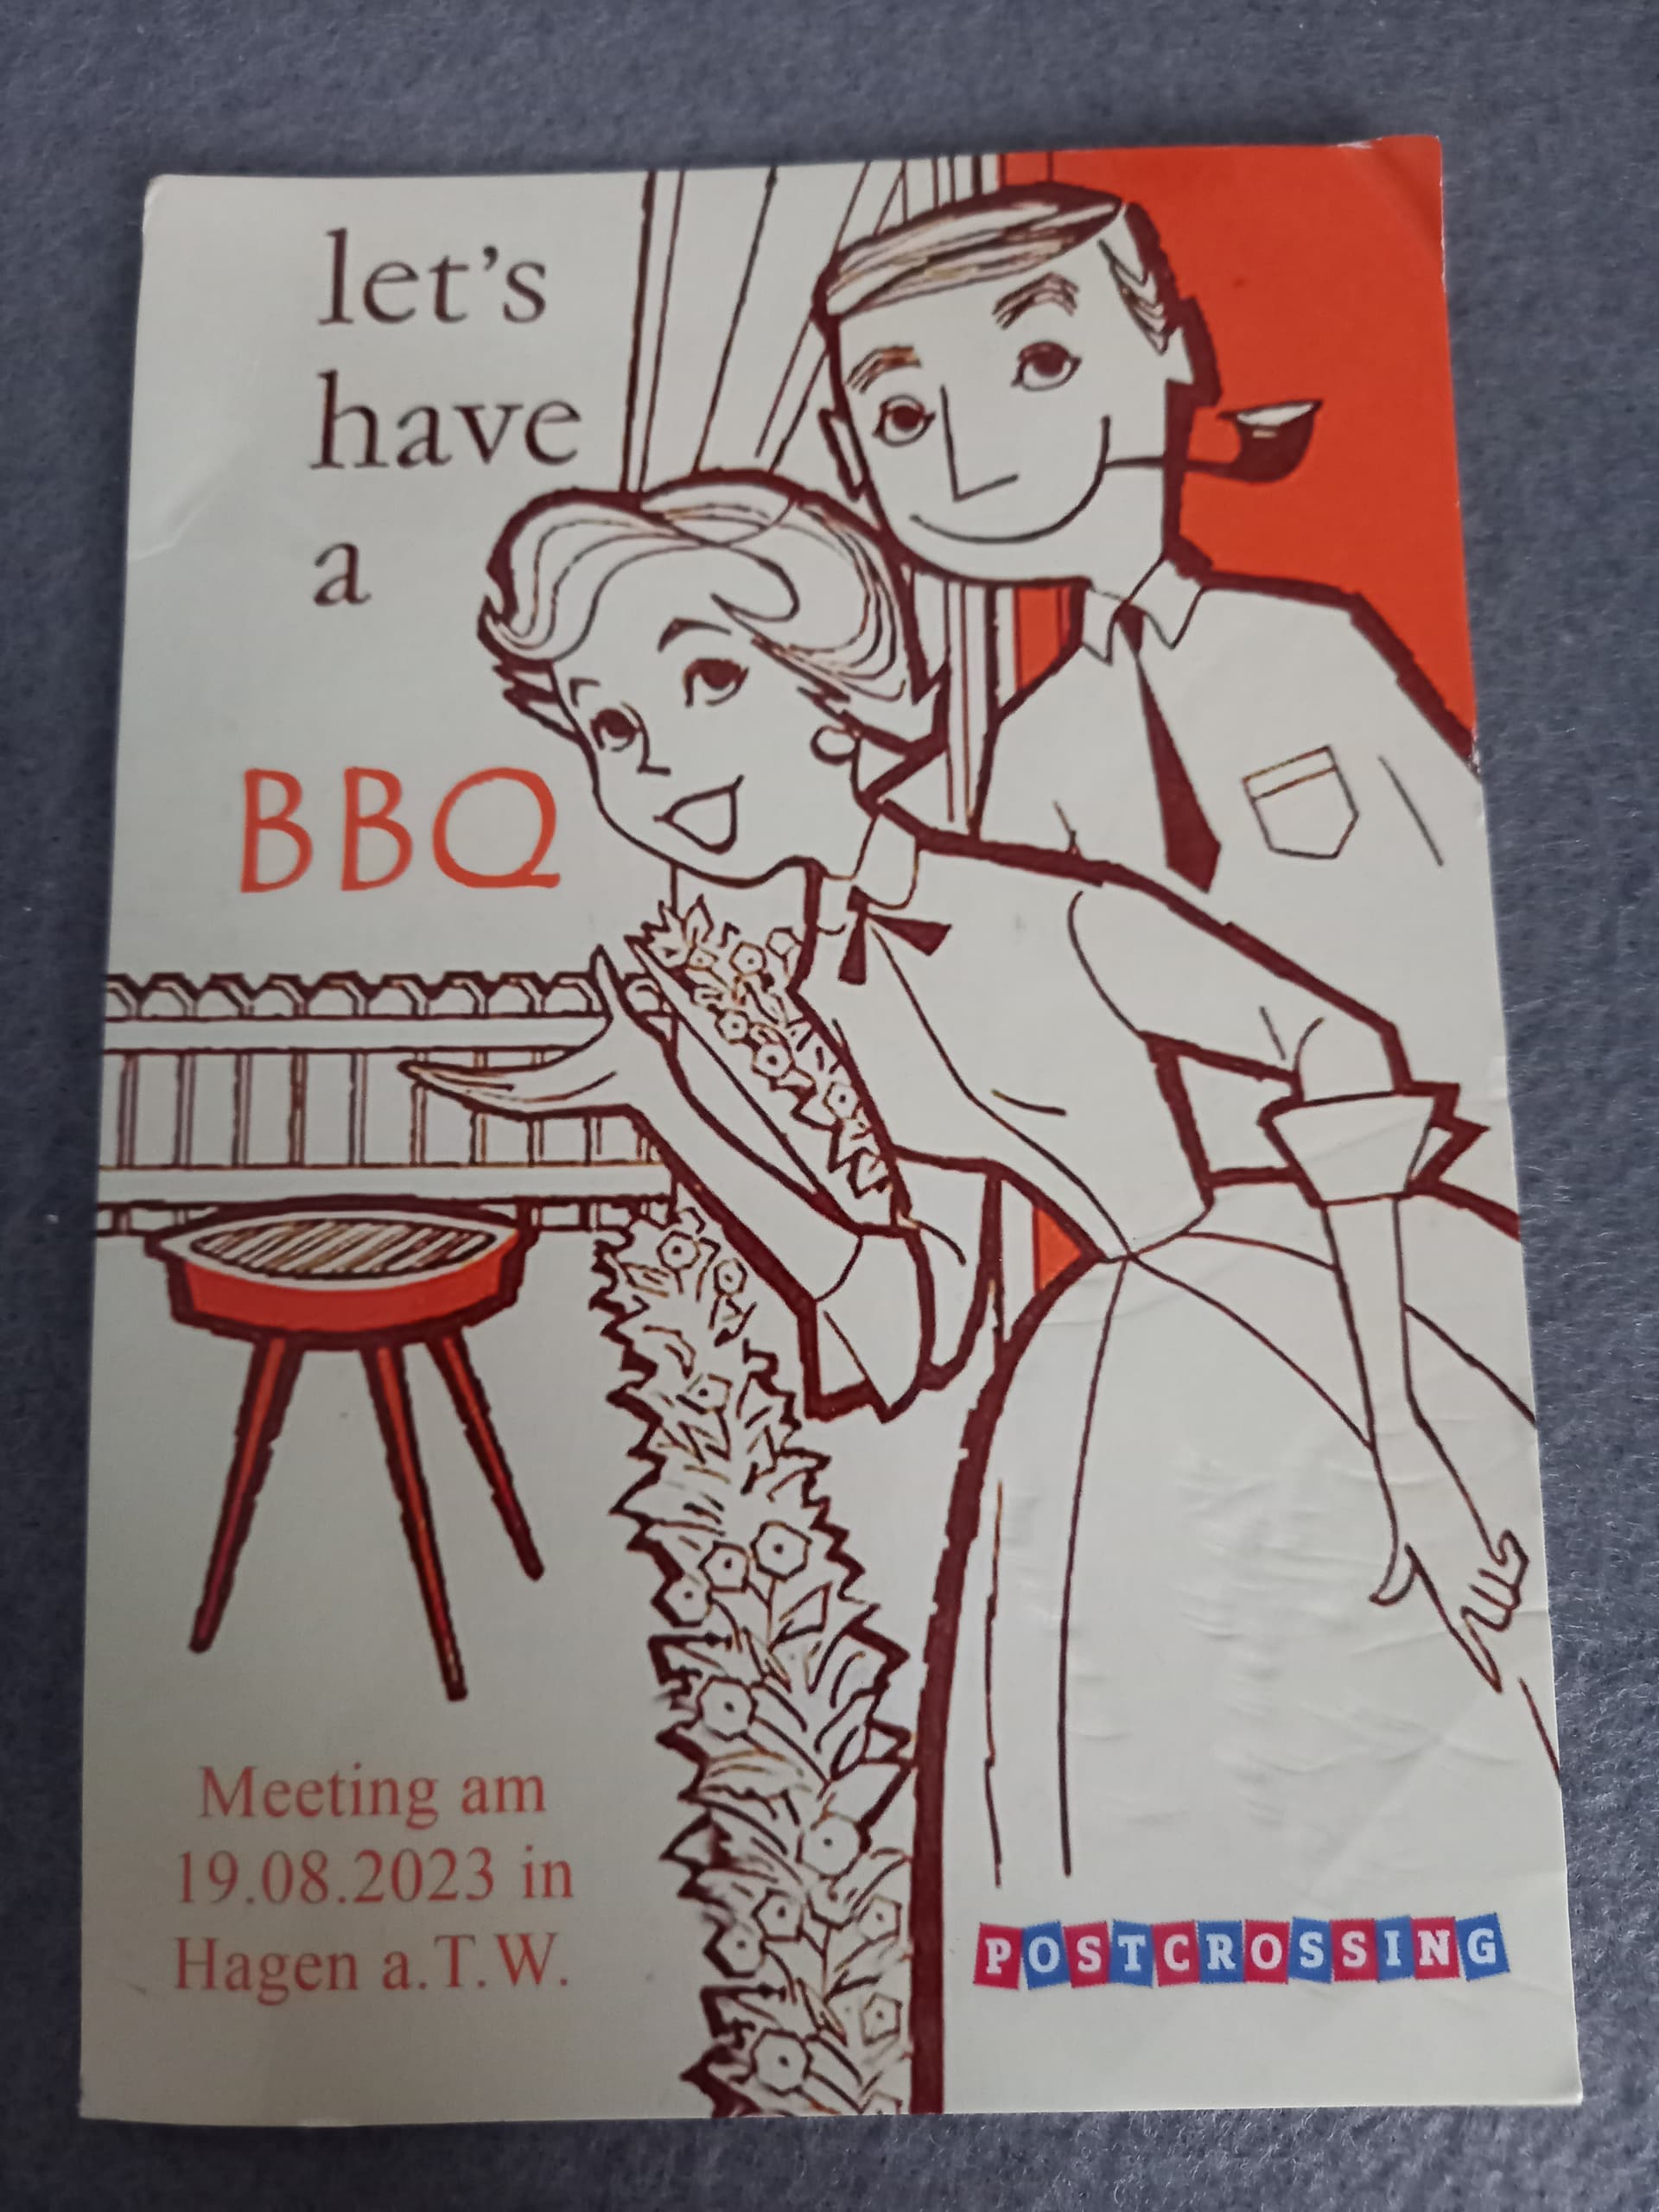 let's
have
a
BBQ
Meeting am
19.08.2023 in
Hagen a.T.W.
POSTCROSSING